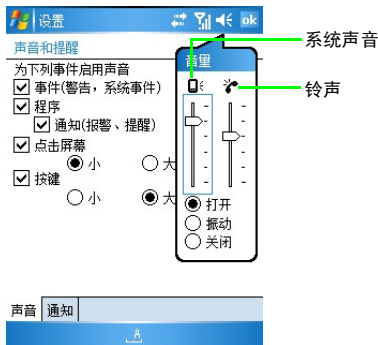 设置
ok
声音和提醒
音量
系统声音
铃声
为下列事件启用声音
事件(警告，系统事件)
程序
通知(报警、提醒)
点击屏幕
小
大
按键
小
大
打开
振动
关闭
声音
通知
A